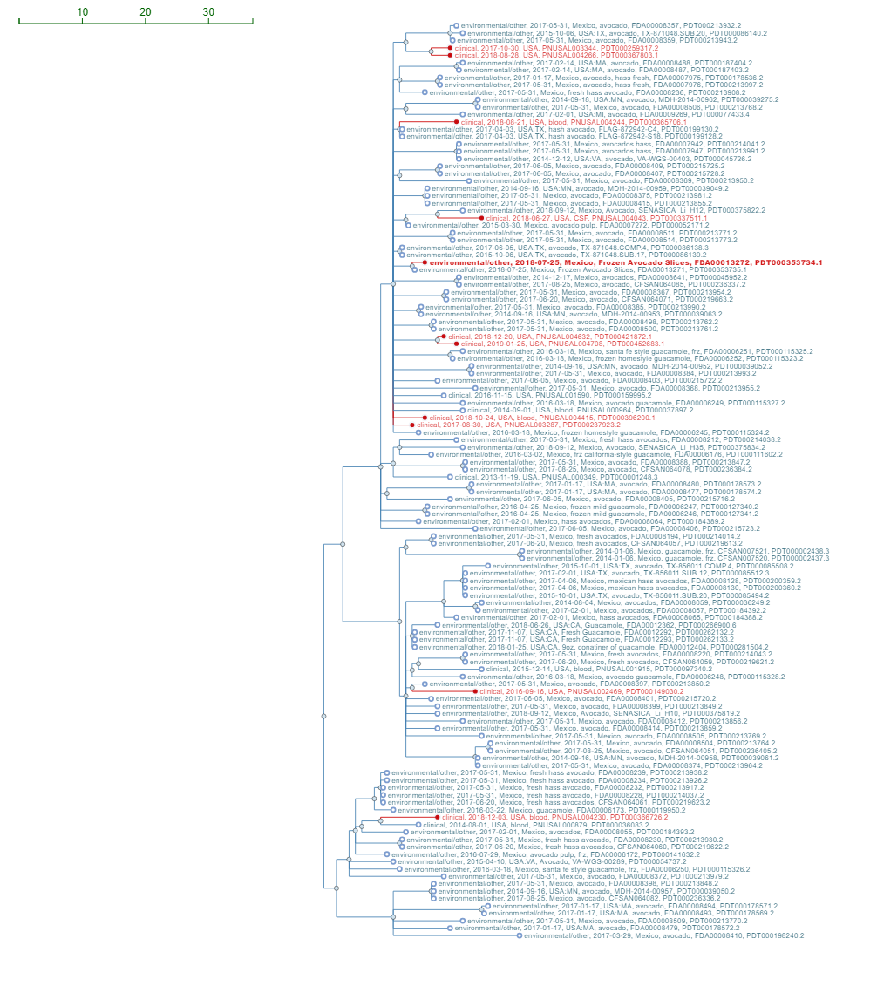 10 20 30
environmental/other, 2017-05-31, Mexico, avocado, FDA00008357, PDT000213932.2
environmental/other, 2015-10-06, USA:TX, avocado, TX-871048.SUB.20, PDT000086140.2
environmental/other, 2017-05-31, Mexico, avocado, FDA00008359, PDT000213943.2
clinical, 2017-10-30, USA, PNUSAL003344, PDT000259317.2
clinical, 2018-08-28, USA, PNUSAL004266, PDT000367803.1
environmental/other, 2017-02-14, USA:MA, avocado, FDA00008488, PDT000187404.2
environmental/other, 2017-02-14, USA:MA, avocado, FDA00008487, PDT000187403.2
environmental/other, 2017-01-17, Mexico, avocado, hass fresh, FDA00007975, PDT000178536.2
environmental/other, 2017-05-31, Mexico, avocado, hass fresh, FDA00007976, PDT000213997.2
environmental/other, 2017-05-31, Mexico, fresh hass avocado, FDA00008236, PDT000213908.2
environmental/other, 2014-09-18, USA:MN, avocado, MDH-2014-00962, PDT000039275.2
environmental/other, 2017-05-31, Mexico, avocado, FDA00008506, PDT000213768.2
environmental/other, 2017-02-01, USA:MI, avocado, FDA00009269, PDT000077433.4
clinical, 2018-08-21, USA, blood, PNUSAL004244, PDT000365706.1
environmental/other, 2017-04-03, USA:TX, hash avocado, FLAG-872942-C4, PDT000199130.2
environmental/other, 2017-04-03, USA:TX, hash avocado, FLAG-872942-S18, PDT000199128.2
environmental/other, 2017-05-31, Mexico, avocados hass, FDA00007942, PDT000214041.2
environmental/other, 2017-05-31, Mexico, avocados hass, FDA00007947, PDT000213991.2
environmental/other, 2014-12-12, USA:VA, avocado, VA-WGS-00403, PDT000045726.2
environmental/other, 2017-06-05, Mexico, avocado, FDA00008409, PDT000215725.2
environmental/other, 2017-06-05, Mexico, avocado, FDA00008407, PDT000215728.2
environmental/other, 2017-05-31, Mexico, avocado, FDA00008369, PDT000213950.2
environmental/other, 2014-09-16, USA:MN, avocado, MDH-2014-00959, PDT000039049.2
environmental/other, 2017-05-31, Mexico, avocado, FDA00008375, PDT000213981.2
environmental/other, 2017-05-31, Mexico, avocado, FDA00008415, PDT000213855.2
environmental/other, 2018-09-12, Mexico, Avocado, SENASICA_Li_H12, PDT000375822.2
clinical, 2018-06-27, USA, CSF, PNUSAL004043, PDT000337511.1
environmental/other, 2015-03-30, Mexico, avocado pulp, FDA00007272, PDT000052171.2
environmental/other, 2017-05-31, Mexico, avocado, FDA00008511, PDT000213771.2
environmental/other, 2017-05-31, Mexico, avocado, FDA00008514, PDT000213773.2
environmental/other, 2017-06-05, USA:TX, avocado, TX-871048.COMP.4, PDT000086138.3
environmental/other, 2015-10-06, USA:TX, avocado, TX-871048.SUB.17, PDT000086139.2
environmental/other, 2018-07-25, Mexico, Frozen Avocado Slices, FDA00013272, PDT000353734.1
environmental/other, 2018-07-25, Mexico, Frozen Avocado Slices, FDA00013271, PDT000353735.1
environmental/other, 2014-12-17, Mexico, avocados, FDA00008641, PDT000045952.2
environmental/other, 2017-08-25, Mexico, avocado, CFSAN064085, PDT000236337.2
environmental/other, 2017-05-31, Mexico, avocado, FDA00008367, PDT000213954.2
environmental/other, 2017-06-20, Mexico, avocado, CFSAN064071, PDT000219663.2
environmental/other, 2017-05-31, Mexico, avocado, FDA00008385, PDT000213990.2
environmental/other, 2014-09-16, USA:MN, avocado, MDH-2014-00953, PDT000039063.2
environmental/other, 2017-05-31, Mexico, avocado, FDA00008498, PDT000213762.2
environmental/other, 2017-05-31, Mexico, avocado, FDA00008500, PDT000213761.2
clinical, 2018-12-20, USA, PNUSAL004632, PDT000421872.1
clinical, 2019-01-25, USA, PNUSAL004708, PDT000452683.1
environmental/other, 2016-03-18, Mexico, santa fe style guacamole, frz, FDA00006251, PDT000115325.2
environmental/other, 2016-03-18, Mexico, frozen homestyle guacamole, FDA00006252, PDT000115323.2
environmental/other, 2014-09-16, USA:MN, avocado, MDH-2014-00952, PDT000039052.2
environmental/other, 2017-05-31, Mexico, avocado, FDA00008384, PDT000213993.2
environmental/other, 2017-06-05, Mexico, avocado, FDA00008403, PDT000215722.2
environmental/other, 2017-05-31, Mexico, avocado, FDA00008368, PDT000213955.2
clinical, 2016-11-15, USA, PNUSAL001590, PDT000159995.2
environmental/other, 2016-03-18, Mexico, avocado guacamole, FDA00006249, PDT000115327.2
clinical, 2014-09-01, USA, blood, PNUSAL000964, PDT000037897.2
clinical, 2018-10-24, USA, blood, PNUSAL004415, PDT000396200.1
clinical, 2017-08-30, USA, PNUSAL003287, PDT000237923.2
environmental/other, 2016-03-18, Mexico, frozen homestyle guacamole, FDA00006245, PDT000115324.2
environmental/other, 2017-05-31, Mexico, fresh hass avocados, FDA00008212, PDT000214038.2
environmental/other, 2018-09-12, Mexico, Avocado, SENASICA_Li_H35, PDT000375834.2
environmental/other, 2016-03-02, Mexico, frz california-style guacamole, FDA00006176, PDT000111602.2
environmental/other, 2017-05-31, Mexico, avocado, FDA00008388, PDT000213847.2
environmental/other, 2017-08-25, Mexico, avocado, CFSAN064078, PDT000236384.2
clinical, 2013-11-19, USA, PNUSAL000349, PDT000001248.3
environmental/other, 2017-01-17, USA:MA, avocado, FDA00008480, PDT000178573.2
environmental/other, 2017-01-17, USA:MA, avocado, FDA00008477, PDT000178574.2
environmental/other, 2017-06-05, Mexico, avocado, FDA00008405, PDT000215716.2
environmental/other, 2016-04-25, Mexico, frozen mild guacamole, FDA00006247, PDT000127340.2
environmental/other, 2016-04-25, Mexico, frozen mild guacamole, FDA00006246, PDT000127341.2
environmental/other, 2017-02-01, Mexico, hass avocados, FDA00008064, PDT000184389.2
environmental/other, 2017-06-05, Mexico, avocado, FDA00008406, PDT000215723.2
environmental/other, 2017-05-31, Mexico, fresh avocados, FDA00008194, PDT000214014.2
environmental/other, 2017-06-20, Mexico, fresh avocados, CFSAN064057, PDT000219613.2
environmental/other, 2014-01-06, Mexico, guacamole, frz, CFSAN007521, PDT000002438.3
environmental/other, 2014-01-06, Mexico, guacamole, frz, CFSAN007520, PDT000002437.3
environmental/other, 2015-10-01, USA:TX, avocado, TX-856011.COMP.4, PDT000085508.2
environmental/other, 2017-02-01, USA:TX, avocado, TX-856011.SUB.12, PDT000085512.3
environmental/other, 2017-04-06, Mexico, mexican hass avocados, FDA00008128, PDT000200359.2
environmental/other, 2017-04-06, Mexico, mexican hass avocados, FDA00008130, PDT000200360.2
environmental/other, 2015-10-01, USA:TX, avocado, TX-856011.SUB.20, PDT000085494.2
environmental/other, 2014-08-04, Mexico, avocados, FDA00008059, PDT000036249.2
environmental/other, 2017-02-01, Mexico, avocados, FDA00008057, PDT000184392.2
environmental/other, 2017-02-01, Mexico, hass avocados, FDA00008065, PDT000184388.2
environmental/other, 2018-06-26, USA:CA, Guacamole, FDA00012362, PDT000266900.6
environmental/other, 2017-11-07, USA:CA, Fresh Guacamole, FDA00012292, PDT000262132.2
environmental/other, 2017-11-07, USA:CA, Fresh Guacamole, FDA00012293, PDT000262133.2
environmental/other, 2018-01-25, USA:CA, 9oz. conatiner of guacamole, FDA00012404, PDT000281504.2
environmental/other, 2017-05-31, Mexico, fresh avocados, FDA00008220, PDT000214043.2
environmental/other, 2017-06-20, Mexico, fresh avocados, CFSAN064059, PDT000219621.2
clinical, 2015-12-14, USA, blood, PNUSAL001915, PDT000097340.2
environmental/other, 2016-03-18, Mexico, avocado guacamole, FDA00006248, PDT000115328.2
environmental/other, 2017-05-31, Mexico, avocado, FDA00008397, PDT000213850.2
clinical, 2016-09-16, USA, PNUSAL002469, PDT000149030.2
environmental/other, 2017-06-05, Mexico, avocado, FDA00008401, PDT000215720.2
environmental/other, 2017-05-31, Mexico, avocado, FDA00008399, PDT000213849.2
environmental/other, 2018-09-12, Mexico, Avocado, SENASICA_Li_H10, PDT000375819.2
environmental/other, 2017-05-31, Mexico, avocado, FDA00008412, PDT000213856.2
environmental/other, 2017-05-31, Mexico, avocado, FDA00008414, PDT000213859.2
environmental/other, 2017-05-31, Mexico, avocado, FDA00008505, PDT000213769.2
environmental/other, 2017-05-31, Mexico, avocado, FDA00008504, PDT000213764.2
environmental/other, 2017-08-25, Mexico, avocado, CFSAN064051, PDT000236405.2
environmental/other, 2014-09-16, USA:MN, avocado, MDH-2014-00958, PDT000039061.2
environmental/other, 2017-05-31, Mexico, avocado, FDA00008374, PDT000213964.2
environmental/other, 2017-05-31, Mexico, fresh hass avocado, FDA00008239, PDT000213938.2
environmental/other, 2017-05-31, Mexico, fresh hass avocado, FDA00008234, PDT000213926.2
environmental/other, 2017-05-31, Mexico, fresh hass avocado, FDA00008232, PDT000213917.2
environmental/other, 2017-05-31, Mexico, fresh hass avocado, FDA00008228, PDT000214037.2
environmental/other, 2017-06-20, Mexico, fresh hass avocados, CFSAN064061, PDT000219623.2
environmental/other, 2016-03-22, Mexico, guacamole, FDA00006173, PDT000119950.2
clinical, 2018-12-03, USA, blood, PNUSAL004230, PDT000366726.2
clinical, 2014-08-01, USA, blood, PNUSAL000879, PDT000036083.2
environmental/other, 2017-02-01, Mexico, avocados, FDA00008055, PDT000184393.2
environmental/other, 2017-05-31, Mexico, fresh hass avocado, FDA00008230, PDT000213930.2
environmental/other, 2017-06-20, Mexico, fresh hass avocados, CFSAN064060, PDT000219622.2
environmental/other, 2016-07-29, Mexico, avocado pulp, frz, FDA00006172, PDT000141632.2
environmental/other, 2015-04-10, USA:VA, Avocado, VA-WGS-00289, PDT000054737.2
environmental/other, 2016-03-18, Mexico, santa fe style guacamole, frz, FDA00006250, PDT000115326.2
environmental/other, 2017-05-31, Mexico, avocado, FDA00008372, PDT000213979.2
environmental/other, 2017-05-31, Mexico, avocado, FDA00008398, PDT000213848.2
environmental/other, 2014-09-16, USA:MN, avocado, MDH-2014-00957, PDT000039050.2
environmental/other, 2017-08-25, Mexico, avocado, CFSAN064082, PDT000236336.2
environmental/other, 2017-01-17, USA:MA, avocado, FDA00008494, PDT000178571.2
environmental/other, 2017-01-17, USA:MA, avocado, FDA00008493, PDT000178569.2
environmental/other, 2017-05-31, Mexico, avocado, FDA00008509, PDT000213770.2
environmental/other, 2017-01-17, USA:MA, avocado, FDA00008479, PDT000178572.2
environmental/other, 2017-03-29, Mexico, avocado, FDA00008410, PDT000198240.2